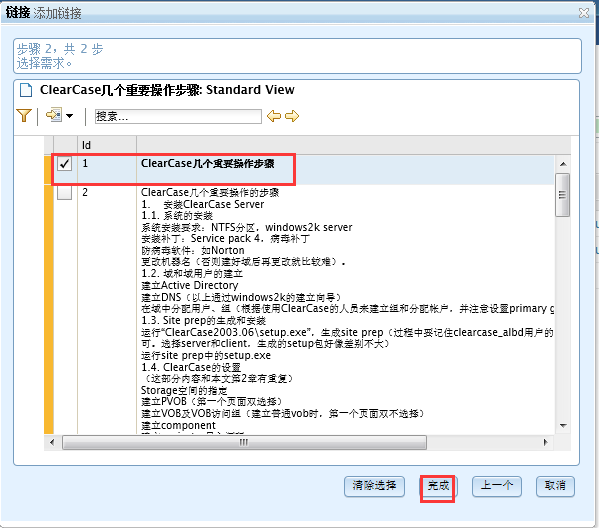 链接 添加链接
步骤 2，共 2 步
选择需求。
ClearCase几个重要操作步骤: Standard View
搜索...
Id
1 ClearCase几个重要操作步骤
2 ClearCase几个重要操作的步骤
1. 安装ClearCase Server
1.1. 系统的安装
系统安装要求：NTFS分区，windows2k server
安装补丁：Service pack 4，病毒补丁
防病毒软件：如Norton
更改机器名（否则建好域后再更改就比较难）。
1.2. 域和域用户的建立
建立Active Directory
建立DNS（以上通过windows2k的建立向导）
在域中分配用户、组（根据使用ClearCase的人员来建立组和分配帐户，并注意设置primary g
1.3. Site prep的生成和安装
运行“ClearCase2003.06\setup.exe”，生成site prep（过程中要记住clearcase_albd用户的
可。选择server和client，生成的setup包好像差别不大）
运行site prep中的setup.exe
1.4. ClearCase的设置
（这部分内容和本文第2章有重复）
Storage空间的指定
建立PVOB（第一个页面双选择）
建立VOB及VOB访问组（建立普通vob时，第一个页面双不选择）
建立component
清除选择 完成 上一个 取消